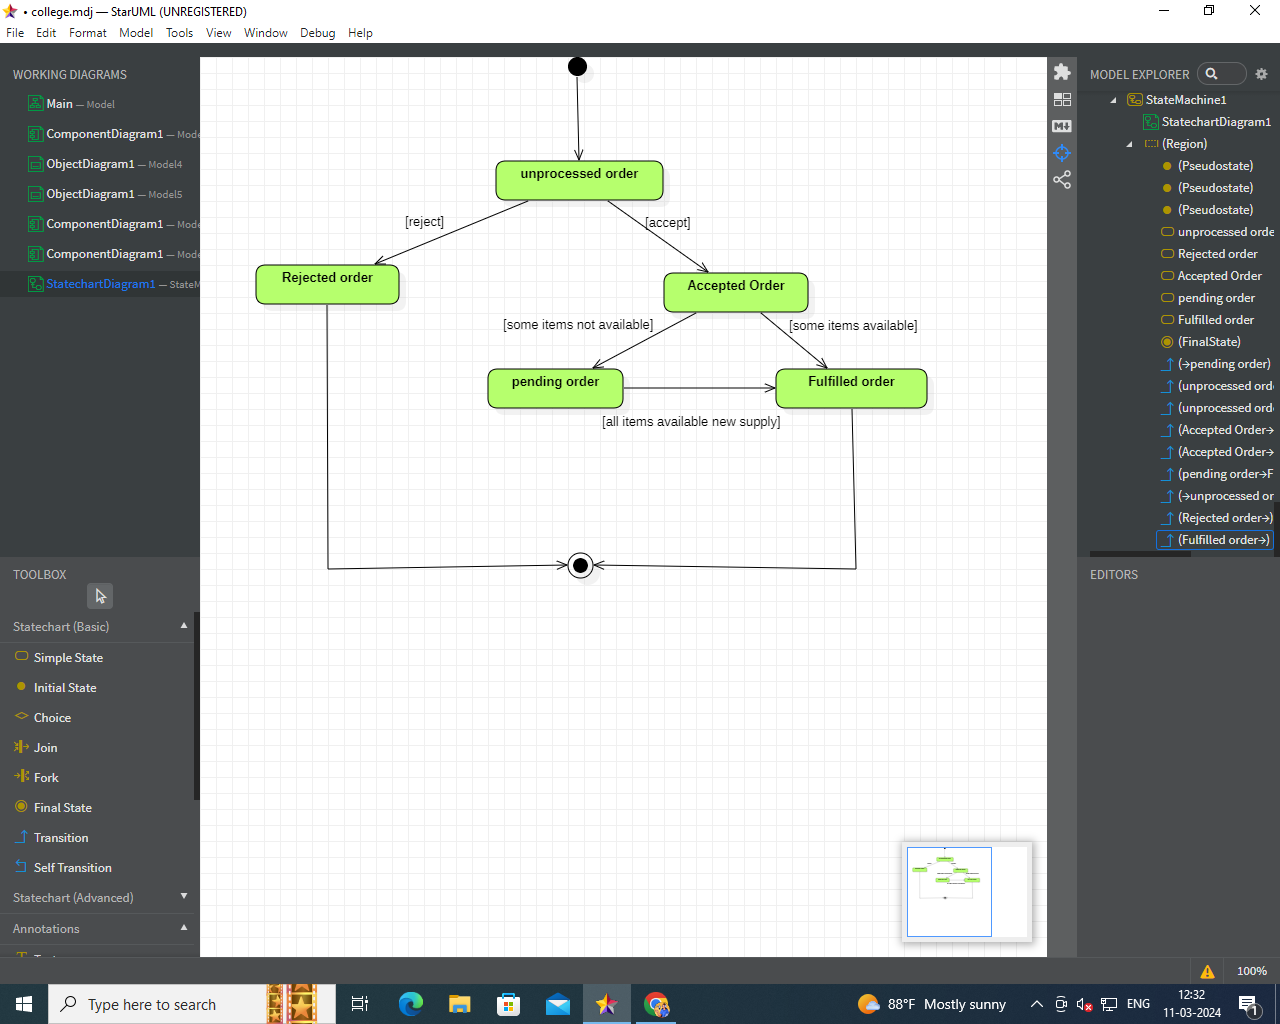 • college.mdj — StarUML (UNREGISTERED)
File Edit Format Model Tools View Window Debug Help
WORKING DIAGRAMS
Main — Model
ComponentDiagram1 — Mode
ObjectDiagram1 — Model4
ObjectDiagram1 — Model5
ComponentDiagram1 — Mode
ComponentDiagram1 — Mode
StatechartDiagram1 — StateM
TOOLBOX
Statechart (Basic)
Simple State
Initial State
Choice
Join
Fork
Final State
Transition
Self Transition
Statechart (Advanced)
Annotations
unprocessed order
[reject]
[accept]
Rejected order
Accepted Order
[some items not available]
[some items available]
pending order
Fulfilled order
[all items available new supply]
M
MODEL EXPLORER
StateMachine1
StatechartDiagram1
(Region)
(Pseudostate)
(Pseudostate)
(Pseudostate)
unprocessed orde
Rejected order
Accepted Order
pending order
Fulfilled order
(FinalState)
(→pending order)
(unprocessed ord
(unprocessed ord
(Accepted Order→
(Accepted Order→
(pending order→F
(→unprocessed or
(Rejected order→)
(Fulfilled order→)
EDITORS
100%
Type here to search
88°F Mostly sunny
ENG
12:32
11-03-2024
1